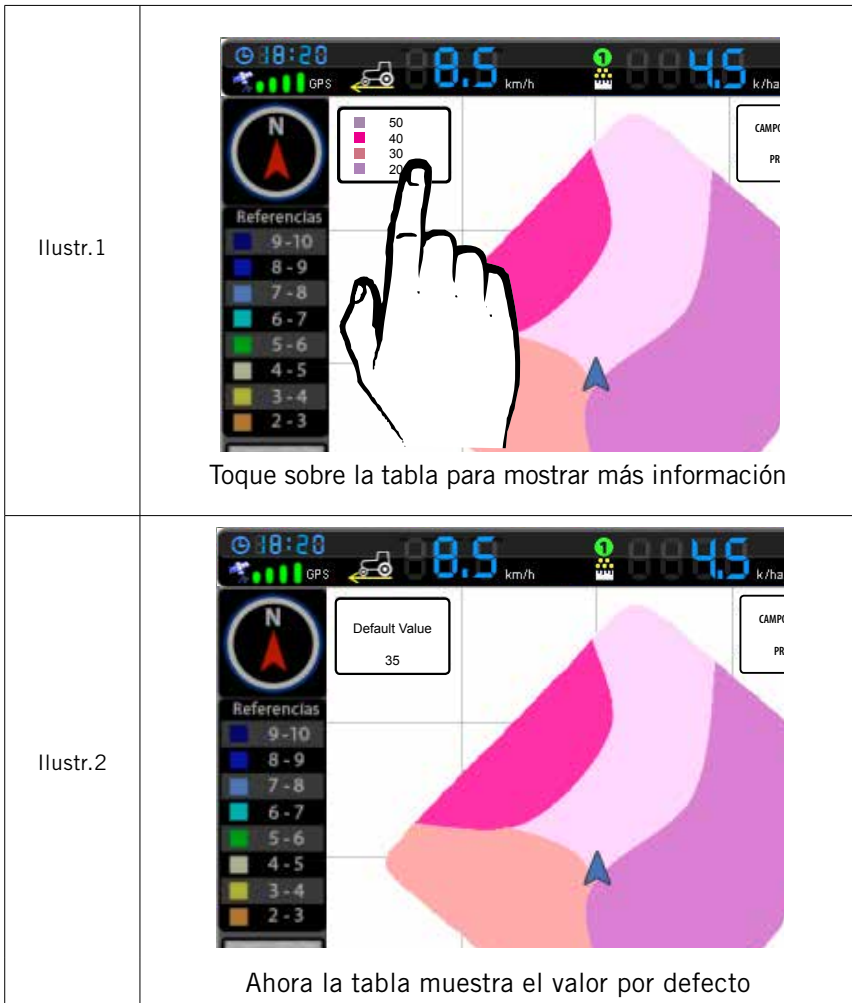 Ilustr.1
18:20
GPS
8.5 km/h
1
4.5 k/ha
N
50
40
30
20
CAMPO
PR
Referencias
9-10
8-9
7-8
6-7
5-6
4-5
3-4
2-3
Toque sobre la tabla para mostrar más información
Ilustr.2
18:20
GPS
8.5 km/h
1
4.5 k/ha
N
Default Value
35
CAMPO
PR
Referencias
9-10
8-9
7-8
6-7
5-6
4-5
3-4
2-3
Ahora la tabla muestra el valor por defecto